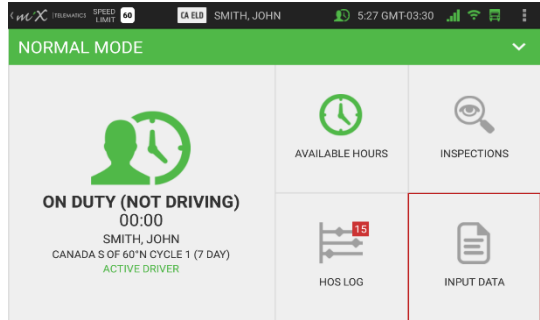 miX TELEMATICS SPEED LIMIT 60 CA ELD SMITH, JOHN 5:27 GMT-03:30
NORMAL MODE
ON DUTY (NOT DRIVING)
00:00
SMITH, JOHN
CANADA S OF 60°N CYCLE 1 (7 DAY)
ACTIVE DRIVER
AVAILABLE HOURS
INSPECTIONS
15
HOS LOG
INPUT DATA